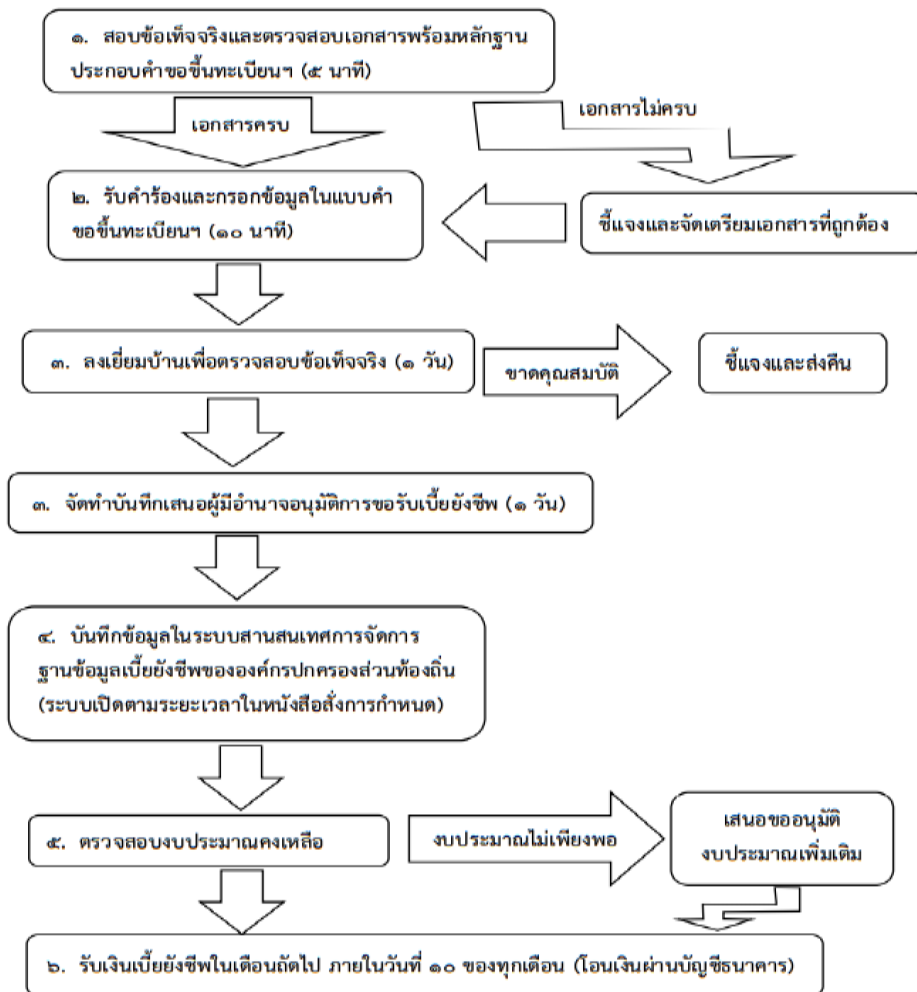 ๑. สอบข้อเท็จจริงและตรวจสอบเอกสารพร้อมหลักฐาน
ประกอบคำขอขึ้นทะเบียนฯ (๕ นาที)
เอกสารครบ
เอกสารไม่ครบ
๒. รับคำร้องและกรอกข้อมูลในแบบคำ
ขอขึ้นทะเบียนฯ (๑๐ นาที)
ชี้แจงและจัดเตรียมเอกสารที่ถูกต้อง
๓. ลงเยี่ยมบ้านเพื่อตรวจสอบข้อเท็จจริง (๑ วัน)
ขาดคุณสมบัติ
ชี้แจงและส่งคืน
๓. จัดทำบันทึกเสนอผู้มีอำนาจอนุมัติการขอรับเบี้ยยังชีพ (๑ วัน)
๔. บันทึกข้อมูลในระบบสานสนเทศการจัดการ
ฐานข้อมูลเบี้ยยังชีพขององค์กรปกครองส่วนท้องถิ่น
(ระบบเปิดตามระยะเวลาในหนังสือสั่งการกำหนด)
๕. ตรวจสอบงบประมาณคงเหลือ
งบประมาณไม่เพียงพอ
เสนอขออนุมัติ
งบประมาณเพิ่มเติม
๖. รับเงินเบี้ยยังชีพในเดือนถัดไป ภายในวันที่ ๑๐ ของทุกเดือน (โอนเงินผ่านบัญชีธนาคาร)